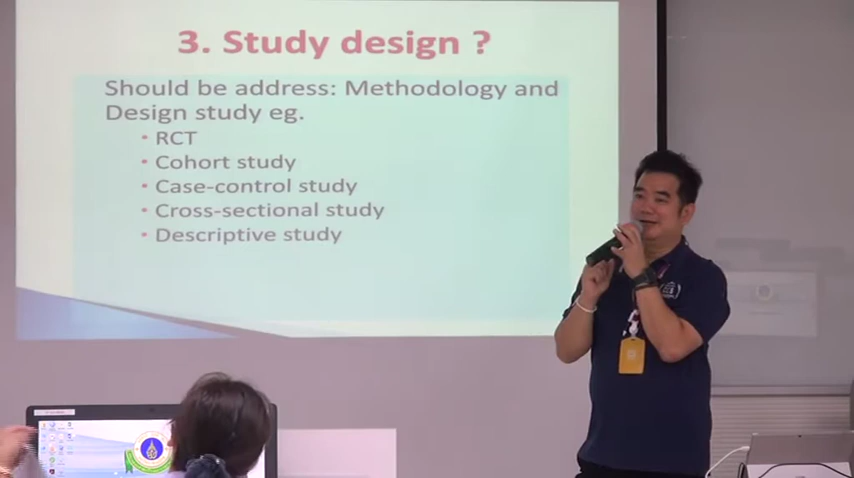 3. Study design ?
Should be address: Methodology and
Design study eg.
• RCT
• Cohort study
• Case-control study
• Cross-sectional study
• Descriptive study